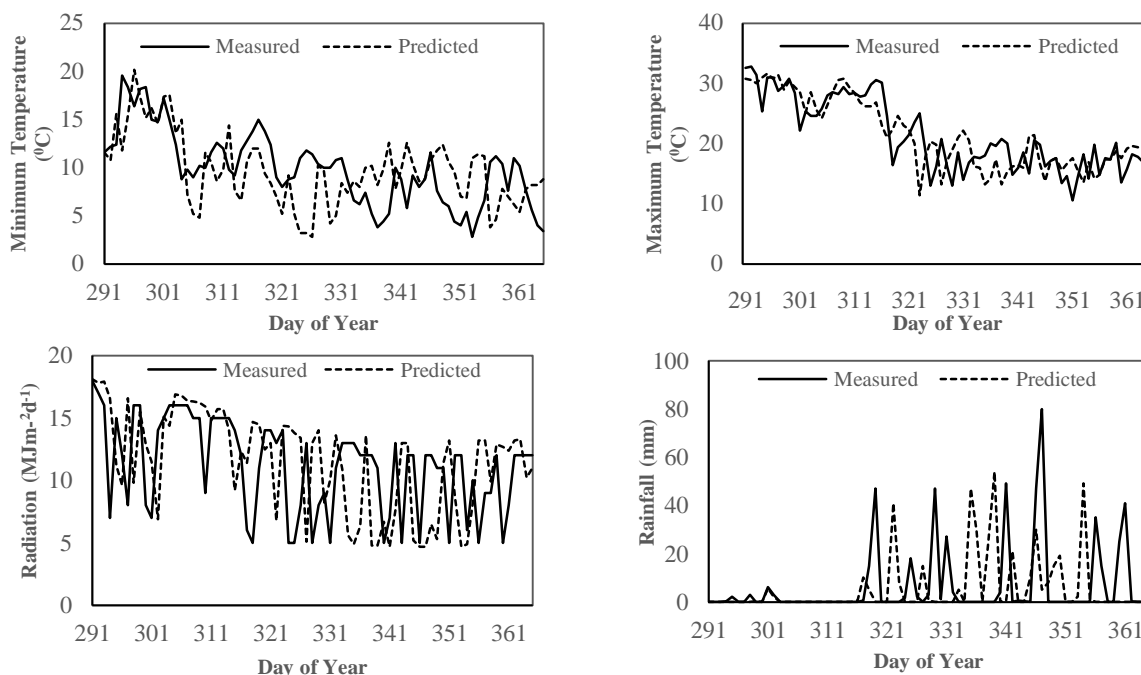 25
20
15
10
5
0
Measured Predicted
Minimum Temperature
(⁰C)
291 301 311 321 331 341 351 361
Day of Year
40
30
20
10
0
Measured Predicted
Maximum Temperature
(⁰C)
291 301 311 321 331 341 351 361
Day of Year
20
15
10
5
0
Measured Predicted
Radiation (MJm-²d-¹)
291 301 311 321 331 341 351 361
Day of Year
100
80
60
40
20
0
Measured Predicted
Rainfall (mm)
291 301 311 321 331 341 351 361
Day of Year